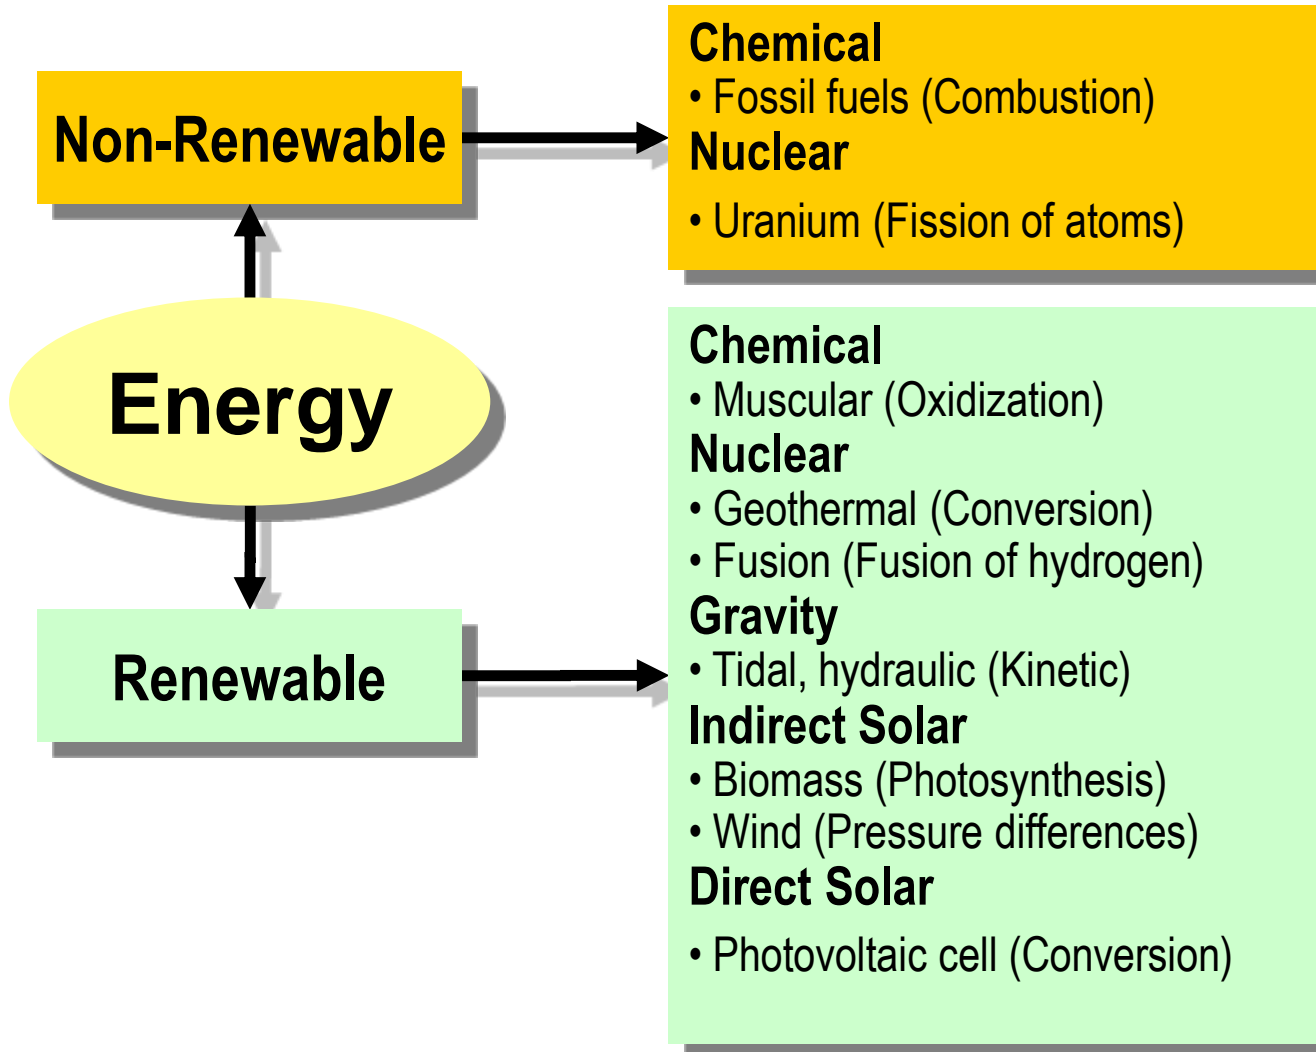 Non-Renewable
Chemical
• Fossil fuels (Combustion)
Nuclear
• Uranium (Fission of atoms)
Energy
Renewable
Chemical
• Muscular (Oxidization)
Nuclear
• Geothermal (Conversion)
• Fusion (Fusion of hydrogen)
Gravity
• Tidal, hydraulic (Kinetic)
Indirect Solar
• Biomass (Photosynthesis)
• Wind (Pressure differences)
Direct Solar
• Photovoltaic cell (Conversion)